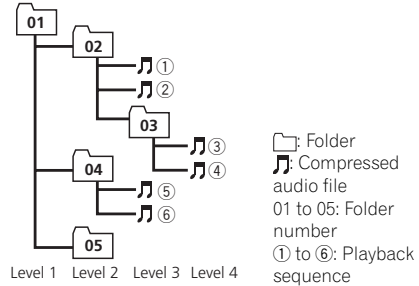 01
02
①
②
03
③
④
04
⑤
⑥
05
Level 1 Level 2 Level 3 Level 4
: Folder
: Compressed
audio file
01 to 05: Folder
number
① to ⑥: Playback
sequence